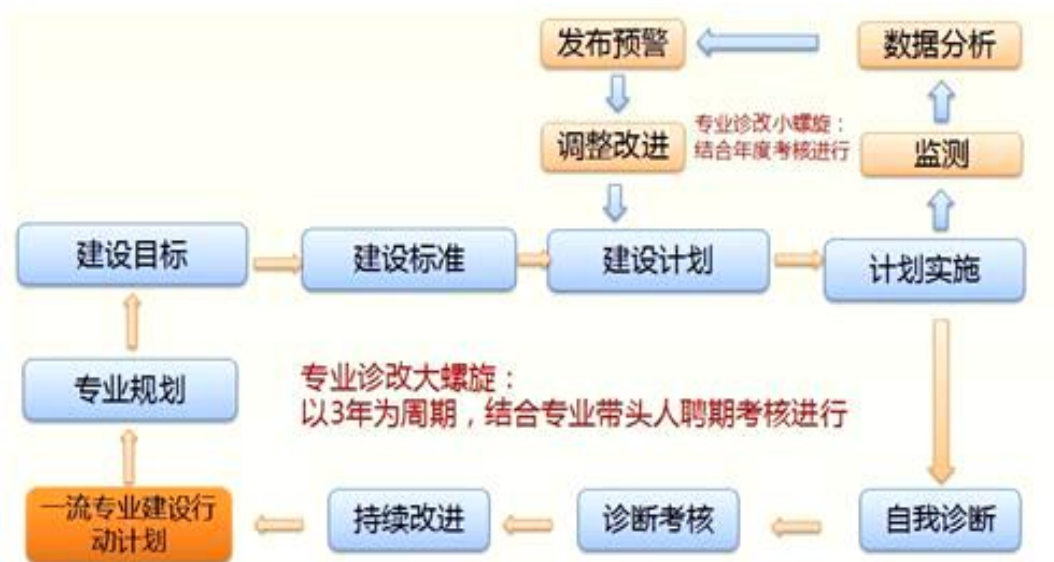 发布预警
数据分析
调整改进
专业诊改小螺旋：
结合年度考核进行
监测
建设目标
建设标准
建设计划
计划实施
专业规划
专业诊改大螺旋：
以3年为周期，结合专业带头人聘期考核进行
一流专业建设行
动计划
持续改进
诊断考核
自我诊断